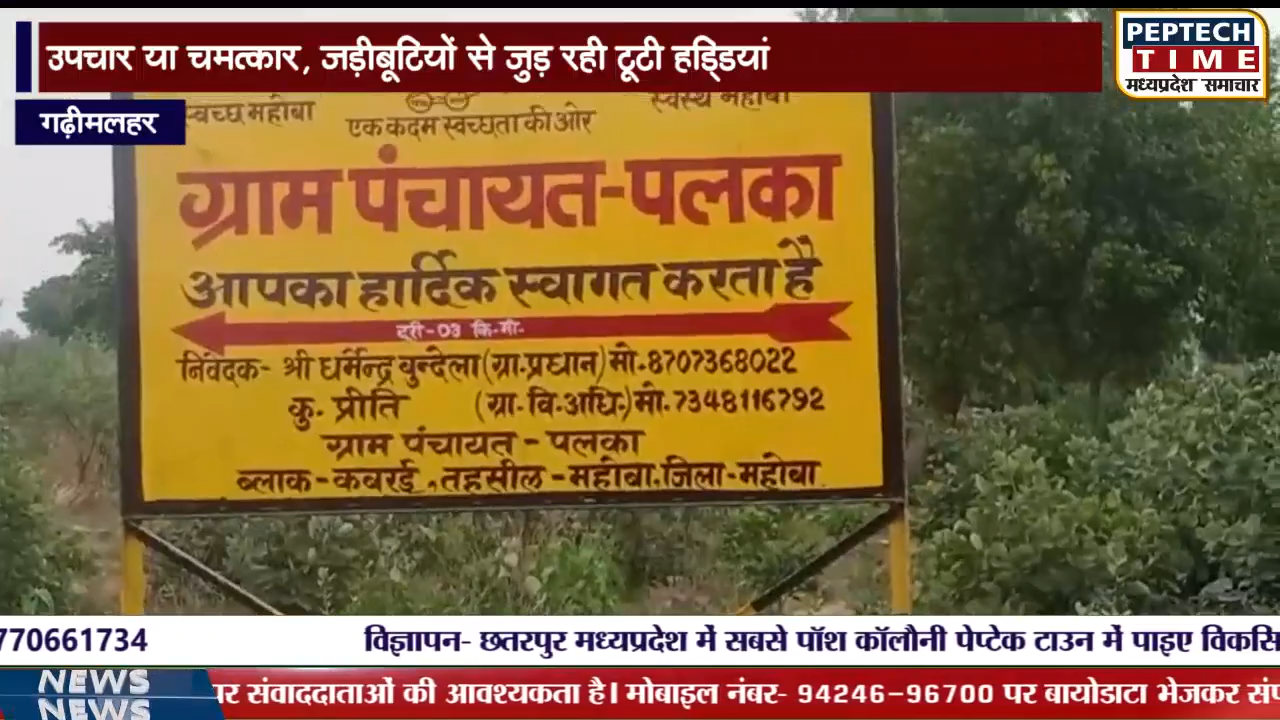 उपचार या चमत्कार, जड़ीबूटियों से जुड़ रही टूटी हड्डियां
PEPTECH
TIME
मध्यप्रदेश समाचार
गढ़ीमलहर
स्वच्छ महोबा
स्वस्थ महोबा
एक कदम स्वच्छता की ओर
ग्राम पंचायत-पलका
आपका हार्दिक स्वागत करता है
दूरी-03 कि.मी.
निवेदक- श्री धर्मेन्द्र बुन्देला (ग्रा.प्रधान) मो.8707368022
कु. प्रीति (ग्रा. वि.अधि.) मो.7348116792
ग्राम पंचायत - पलका
ब्लाक-कबरई, तहसील-महोबा, जिला-महोबा
770661734 विज्ञापन- छतरपुर मध्यप्रदेश में सबसे पॉश कॉलौनी पेप्टेक टाउन में पाइए विकसि
NEWS
NEWS
पर संवाददाताओं की आवश्यकता है। मोबाइल नंबर- 94246-96700 पर बायोडाटा भेजकर संप